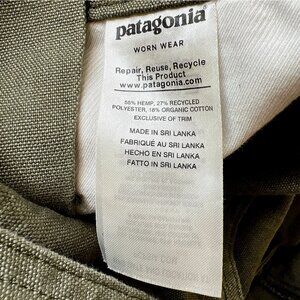 patagonia
WORN WEAR
Repair, Reuse, Recycle
This Product
www.patagonia.com
55% HEMP, 27% RECYCLED
POLYESTER, 18% ORGANIC COTTON
EXCLUSIVE OF TRIM
MADE IN SRI LANKA
FABRIQUÉ AU SRI LANKA
HECHO EN SRI LANKA
FATTO IN SRI LANKA